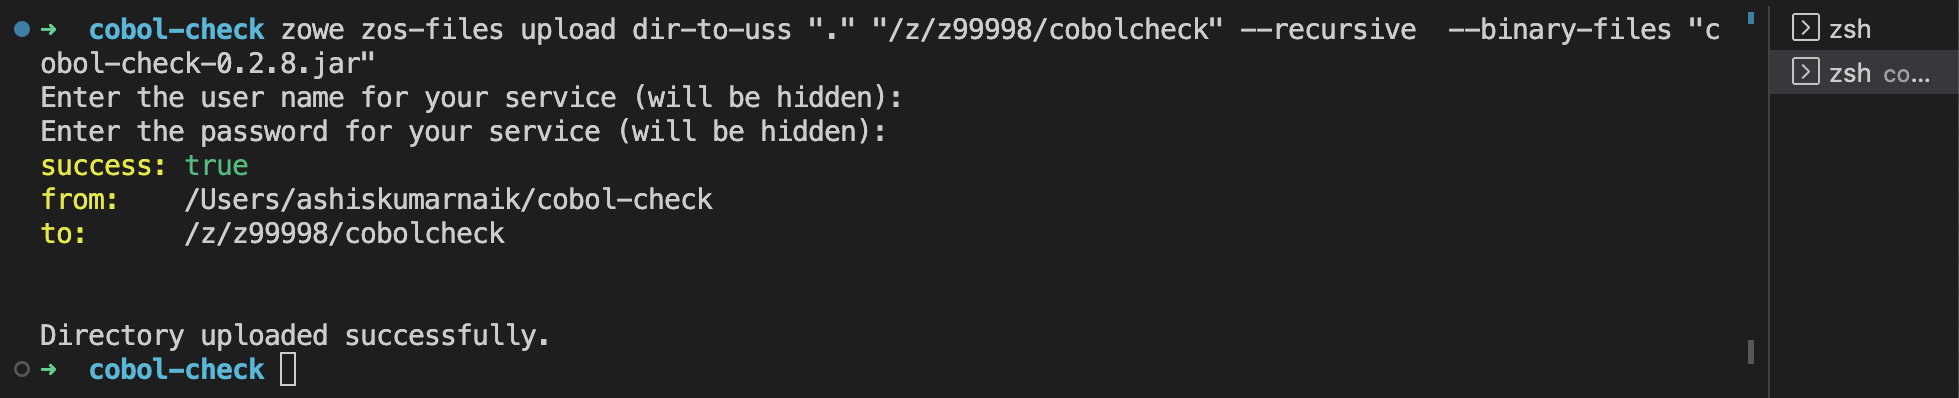 ➜ cobol-check zowe zos-files upload dir-to-uss "." "/z/z99998/cobolcheck" --recursive  --binary-files "c
obol-check-0.2.8.jar"
Enter the user name for your service (will be hidden):
Enter the password for your service (will be hidden):
success: true
from:    /Users/ashiskumarnaik/cobol-check
to:      /z/z99998/cobolcheck
Directory uploaded successfully.
➜ cobol-check
zsh
zsh co...